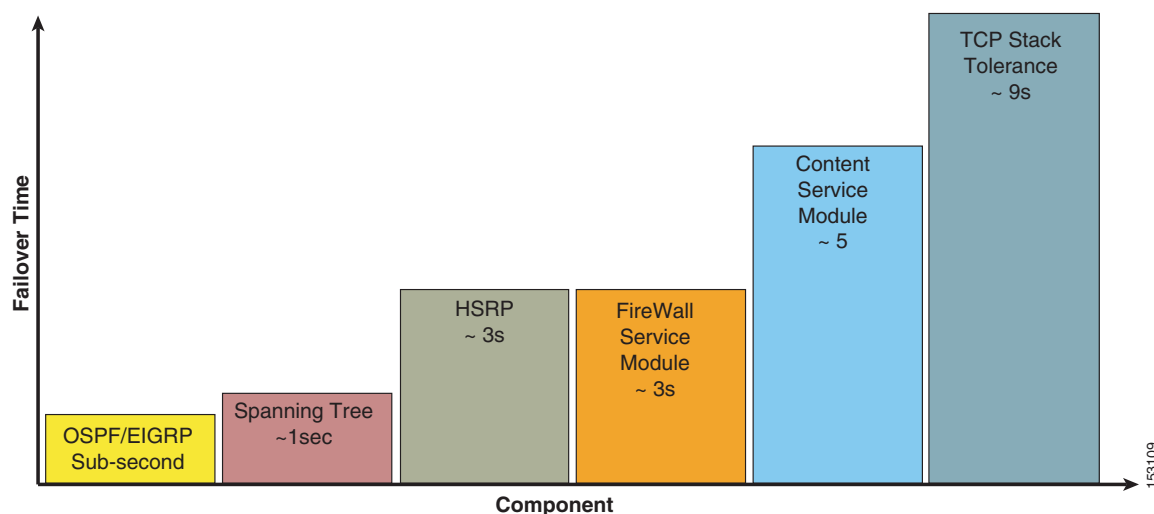 Failover Time
OSPF/EIGRP
Sub-second
Spanning Tree
~1sec
HSRP
~ 3s
FireWall
Service
Module
~ 3s
Content
Service
Module
~ 5
TCP Stack
Tolerance
~ 9s
Component
153109